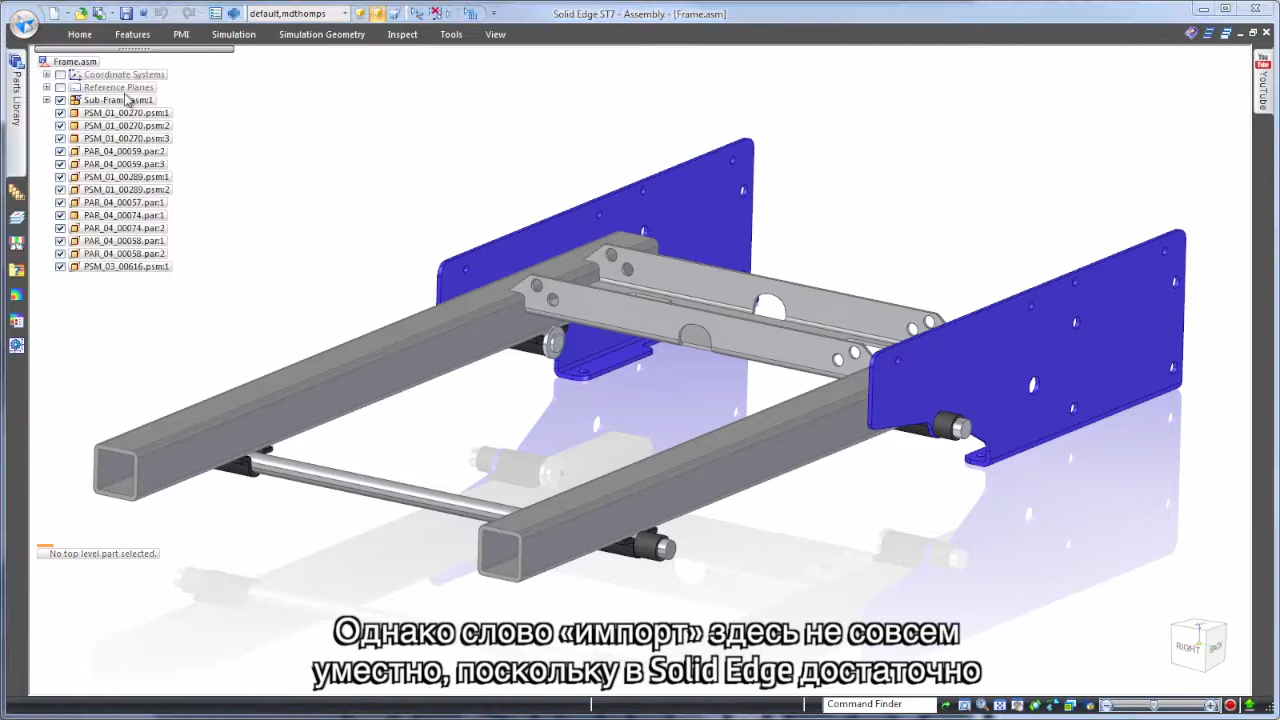 default,mdthomps
Solid Edge ST7 - Assembly - [Frame.asm]
Home Features PMI Simulation Simulation Geometry Inspect Tools View
Parts Library
YouTube
Frame.asm
Coordinate Systems
Reference Planes
PSM_01_00270.psm:1
PSM_01_00270.psm:2
PSM_01_00270.psm:3
PAR_04_00059.par:2
PAR_04_00059.par:3
PSM_01_00289.psm:1
PSM_01_00289.psm:2
PAR_04_00057.par:1
PAR_04_00074.par:1
PAR_04_00074.par:2
PAR_04_00058.par:1
PAR_04_00058.par:2
PSM_03_00616.psm:1
No top level part selected.
RIGHT BACK
Однако слово «импорт» здесь не совсем
уместно, поскольку в Solid Edge достаточно
Command Finder